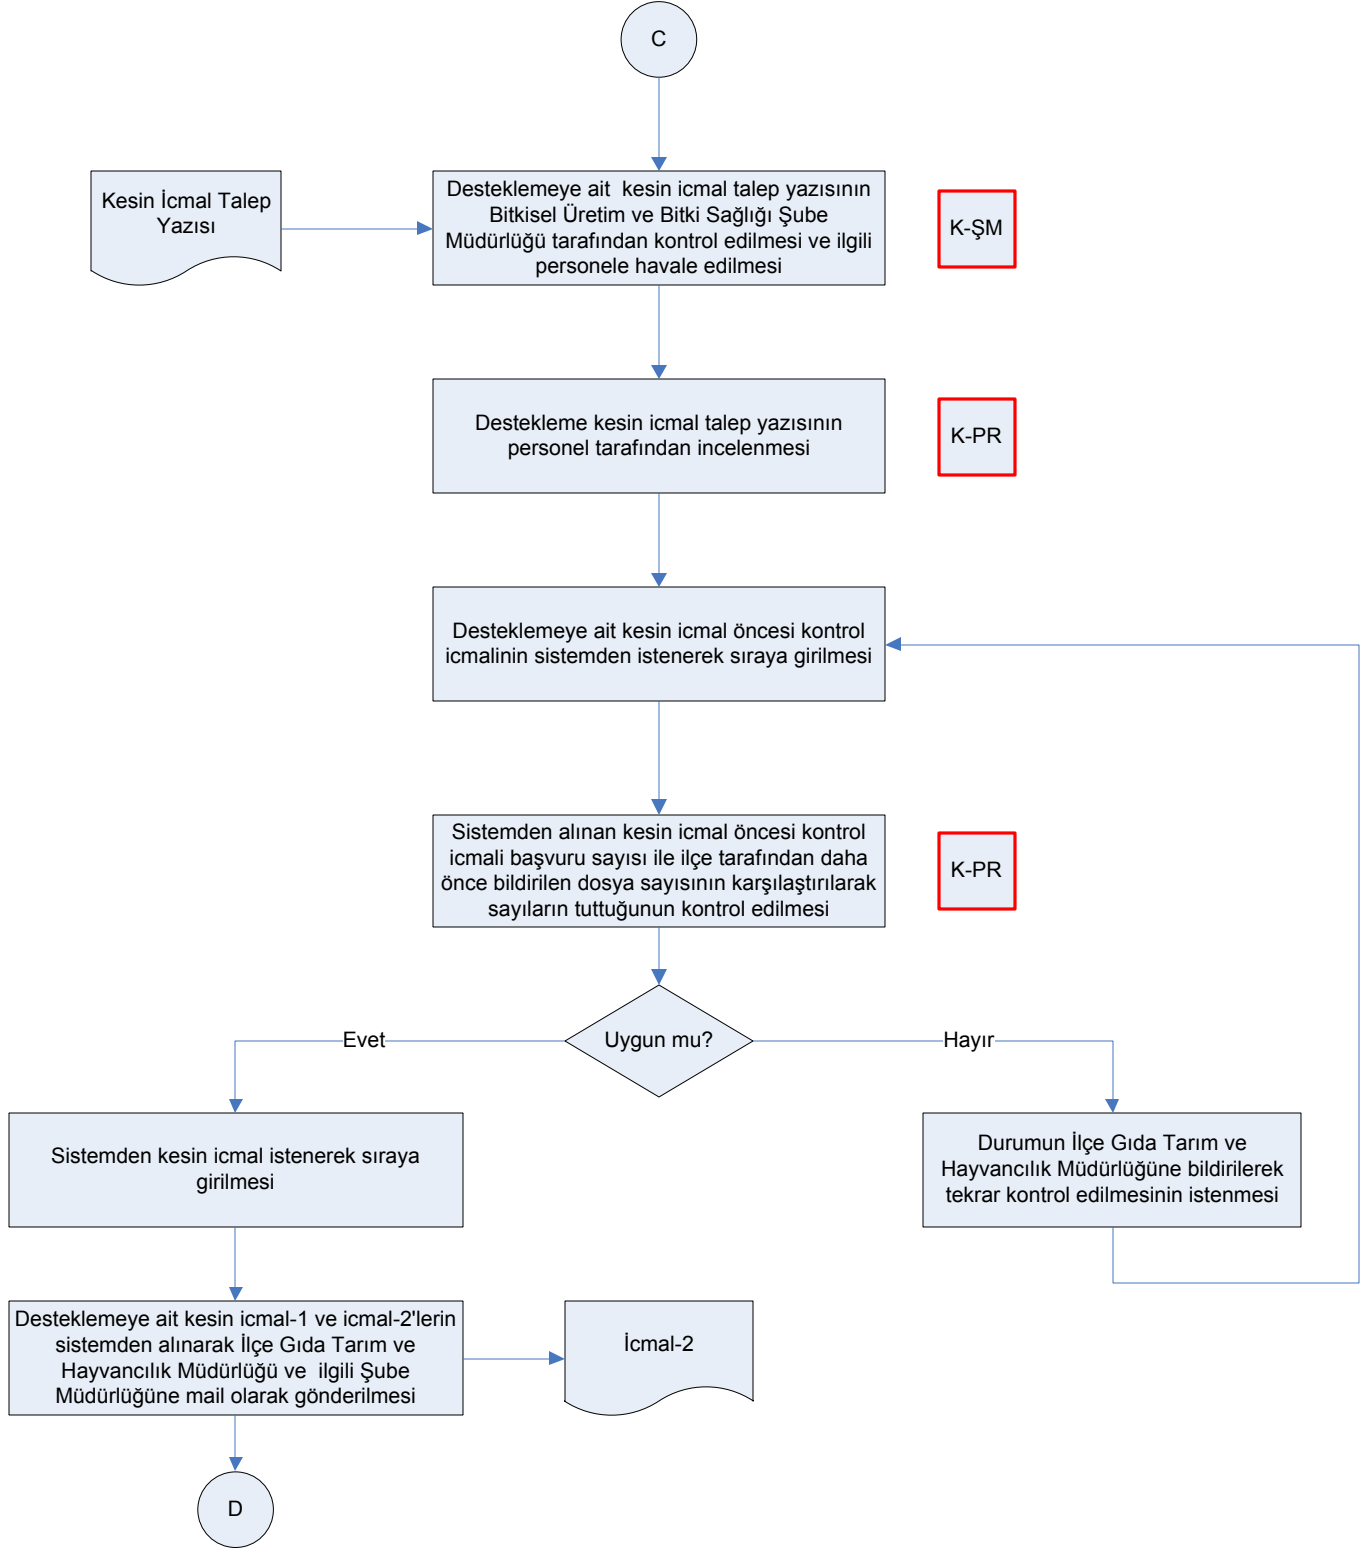 C
Kesin İcmal Talep
Yazısı
Desteklemeye ait  kesin icmal talep yazısının
Bitkisel Üretim ve Bitki Sağlığı Şube
Müdürlüğü tarafından kontrol edilmesi ve ilgili
personele havale edilmesi
K-ŞM
Destekleme kesin icmal talep yazısının
personel tarafından incelenmesi
K-PR
Desteklemeye ait kesin icmal öncesi kontrol
icmalinin sistemden istenerek sıraya girilmesi
Sistemden alınan kesin icmal öncesi kontrol
icmali başvuru sayısı ile ilçe tarafından daha
önce bildirilen dosya sayısının karşılaştırılarak
sayıların tuttuğunun kontrol edilmesi
K-PR
Uygun mu?
Evet
Hayır
Sistemden kesin icmal istenerek sıraya
girilmesi
Durumun İlçe Gıda Tarım ve
Hayvancılık Müdürlüğüne bildirilerek
tekrar kontrol edilmesinin istenmesi
Desteklemeye ait kesin icmal-1 ve icmal-2'lerin
sistemden alınarak İlçe Gıda Tarım ve
Hayvancılık Müdürlüğü ve  ilgili Şube
Müdürlüğüne mail olarak gönderilmesi
İcmal-2
D